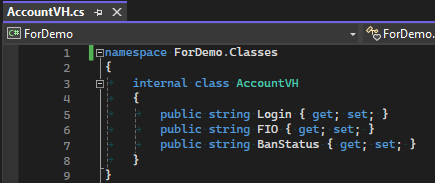 AccountVH.cs
ForDemo
ForDemo.
1 namespace ForDemo.Classes
2 {
3 internal class AccountVH
4 {
5 public string Login { get; set; }
6 public string FIO { get; set; }
7 public string BanStatus { get; set; }
8 }
9 }